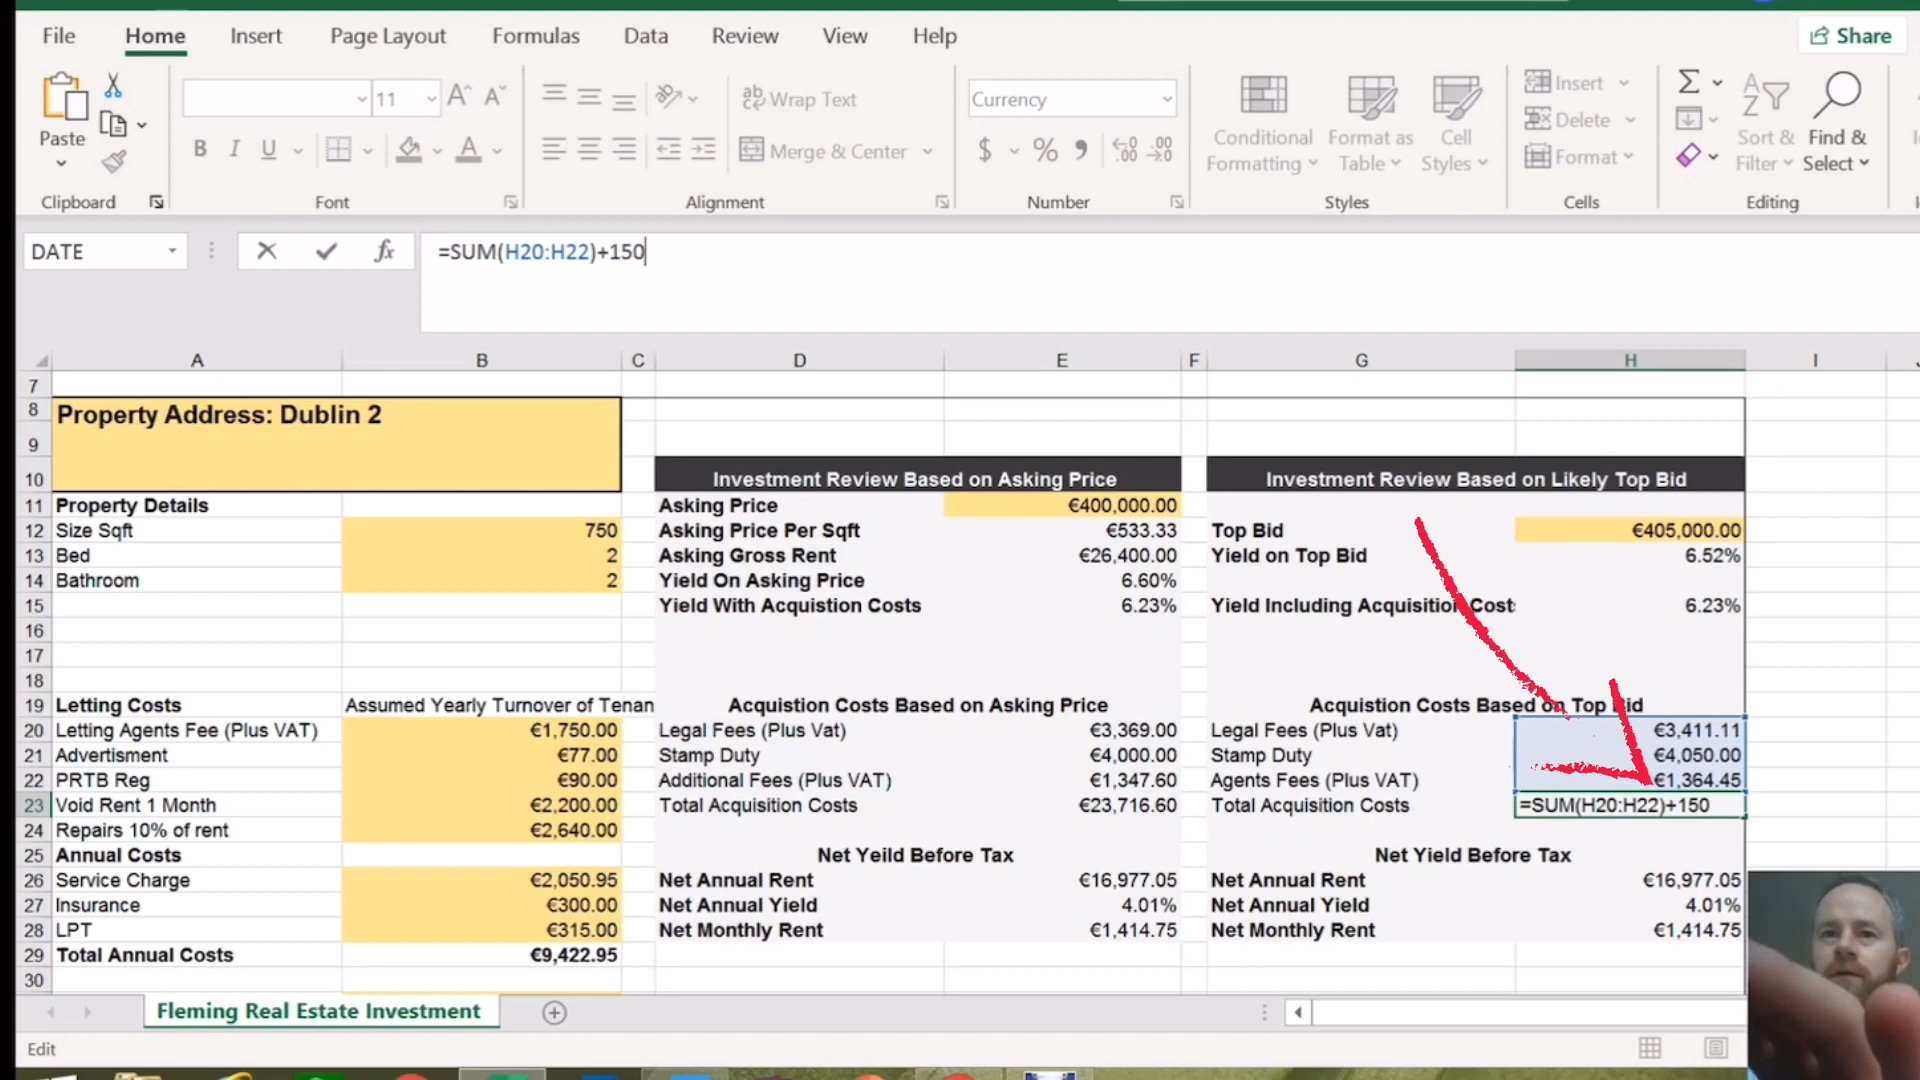 File Home Insert Page Layout Formulas Data Review View Help Share
11 Wrap Text Currency Insert
Paste Conditional Format as Cell Delete Sort & Find &
B I U Merge & Center $ % Formatting Table Styles Format Filter Select
Clipboard Font Alignment Number Styles Cells Editing
DATE fx =SUM(H20:H22)+150
A B C D E F G H I
7
8 Property Address: Dublin 2
9
10 Investment Review Based on Asking Price Investment Review Based on Likely Top Bid
11 Property Details Asking Price €400,000.00
12 Size Sqft 750 Asking Price Per Sqft €533.33 Top Bid €405,000.00
13 Bed 2 Asking Gross Rent €26,400.00 Yield on Top Bid 6.52%
14 Bathroom 2 Yield On Asking Price 6.60%
15 Yield With Acquistion Costs 6.23% Yield Including Acquisition Costs 6.23%
16
17
18
19 Letting Costs Assumed Yearly Turnover of Tenan Acquistion Costs Based on Asking Price Acquistion Costs Based on Top Bid
20 Letting Agents Fee (Plus VAT) €1,750.00 Legal Fees (Plus Vat) €3,369.00 Legal Fees (Plus Vat) €3,411.11
21 Advertisment €77.00 Stamp Duty €4,000.00 Stamp Duty €4,050.00
22 PRTB Reg €90.00 Additional Fees (Plus VAT) €1,347.60 Agents Fees (Plus VAT) €1,364.45
23 Void Rent 1 Month €2,200.00 Total Acquisition Costs €23,716.60 Total Acquisition Costs =SUM(H20:H22)+150
24 Repairs 10% of rent €2,640.00
25 Annual Costs Net Yeild Before Tax Net Yield Before Tax
26 Service Charge €2,050.95 Net Annual Rent €16,977.05 Net Annual Rent €16,977.05
27 Insurance €300.00 Net Annual Yield 4.01% Net Annual Yield 4.01%
28 LPT €315.00 Net Monthly Rent €1,414.75 Net Monthly Rent €1,414.75
29 Total Annual Costs €9,422.95
30
Fleming Real Estate Investment
Edit